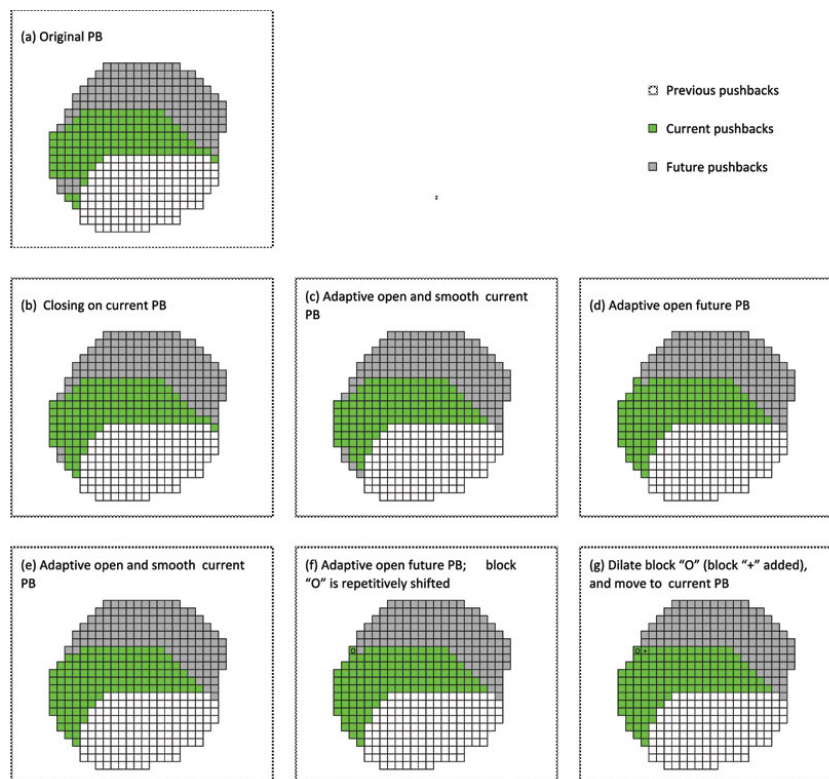 (a) Original PB
Previous pushbacks
Current pushbacks
Future pushbacks
(b) Closing on current PB
(c) Adaptive open and smooth current
PB
(d) Adaptive open future PB
(e) Adaptive open and smooth current
PB
(f) Adaptive open future PB; block
“O” is repetitively shifted
(g) Dilate block “O” (block “+” added),
and move to current PB
O
O +